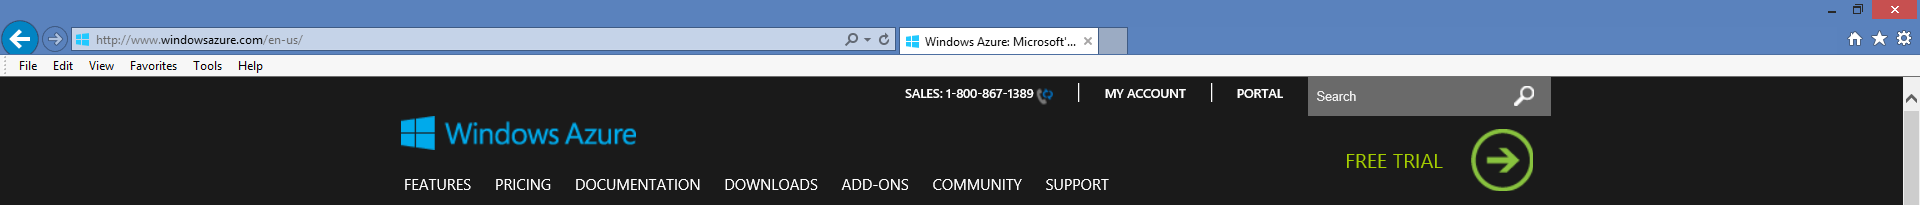 http://www.windowsazure.com/en-us/
Windows Azure: Microsoft'...
File Edit View Favorites Tools Help
SALES: 1-800-867-1389 MY ACCOUNT PORTAL Search
Windows Azure
FREE TRIAL
FEATURES PRICING DOCUMENTATION DOWNLOADS ADD-ONS COMMUNITY SUPPORT